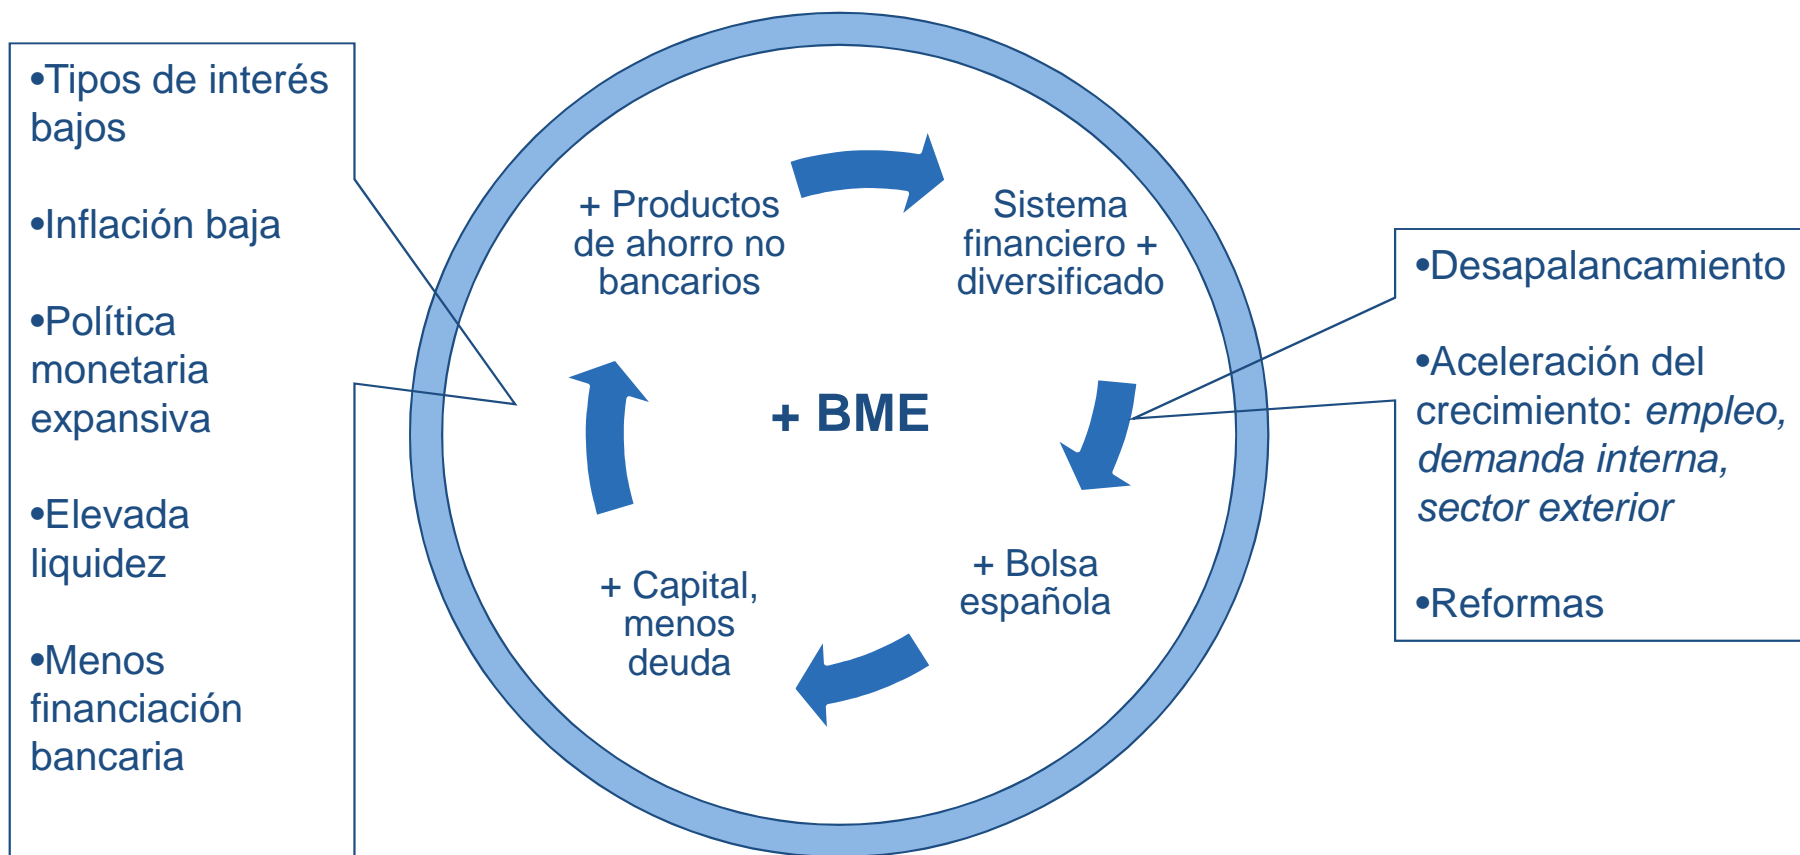 •Tipos de interés
bajos
•Inflación baja
•Política
monetaria
expansiva
•Elevada
liquidez
•Menos
financiación
bancaria
+ Productos
de ahorro no
bancarios
Sistema
financiero +
diversificado
+ BME
+ Capital,
menos
deuda
+ Bolsa
española
•Desapalancamiento
•Aceleración del
crecimiento: empleo,
demanda interna,
sector exterior
•Reformas